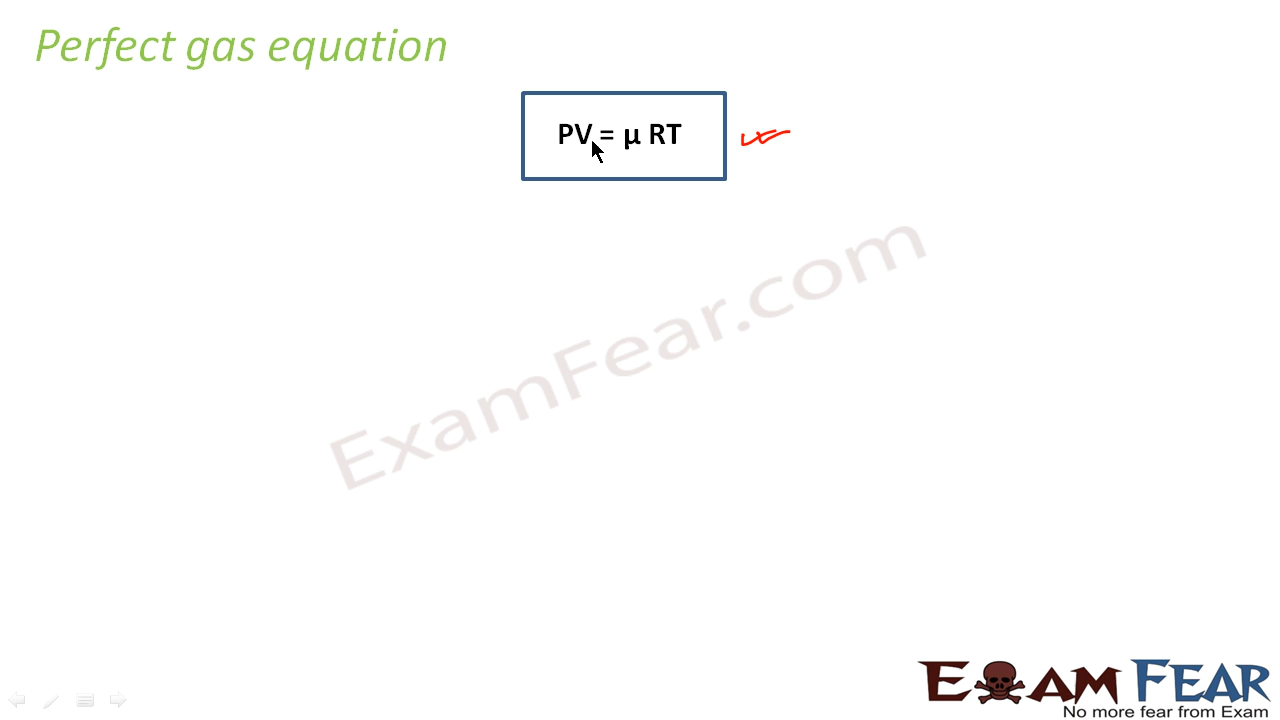 Perfect gas equation
PV = μ RT
ExamFear.com
EXAM FEAR
No more fear from Exam